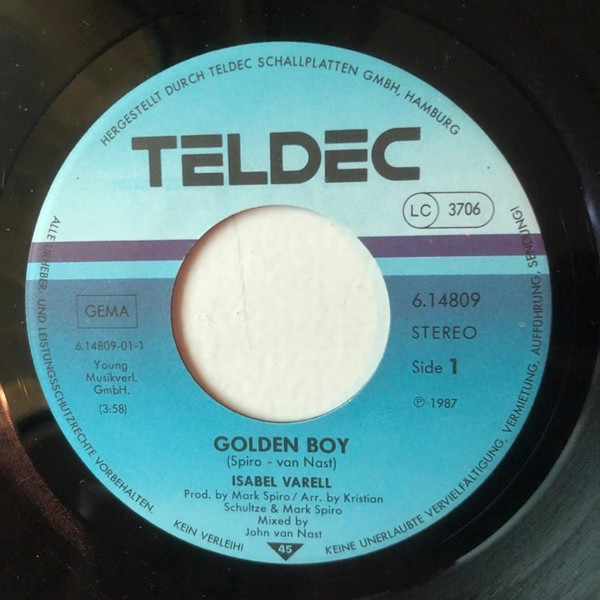 HERGESTELLT DURCH TELDEC SCHALLPLATTEN GMBH, HAMBURG
TELDEC
LC 3706
GEMA
6.14809-01-1
Young
Musikverl.
GmbH.
(3:58)
6.14809
STEREO
Side 1
℗ 1987
GOLDEN BOY
(Spiro - van Nast)
ISABEL VARELL
Prod. by Mark Spiro / Arr. by Kristian
Schultze & Mark Spiro
Mixed by
John van Nast
45
ALLE URHEBER- UND LEISTUNGSSCHUTZRECHTE VORBEHALTEN. KEIN VERLEIH! KEINE UNERLAUBTE VERVIELFÄLTIGUNG, VERMIETUNG, AUFFÜHRUNG, SENDUNG!